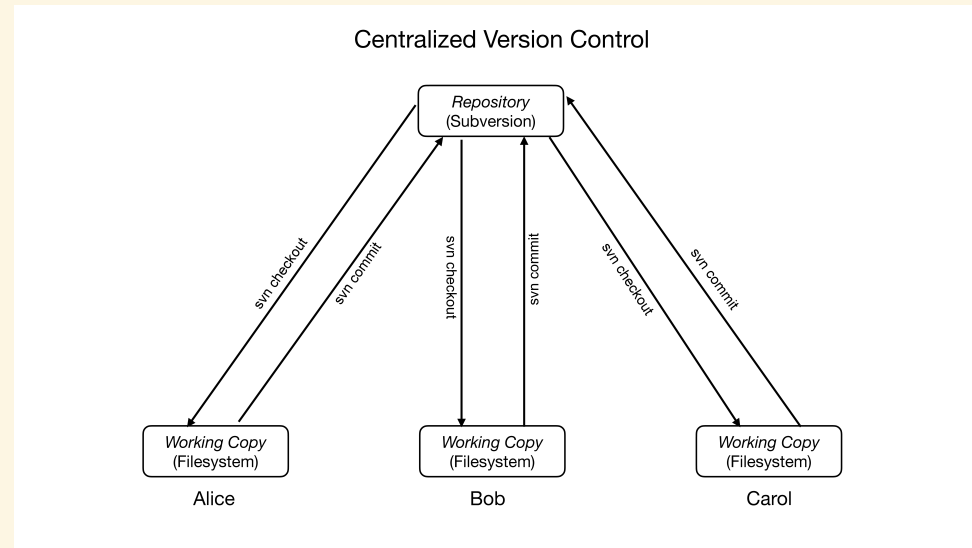 Centralized Version Control
Repository
(Subversion)
svn checkout
svn commit
svn checkout
svn commit
svn checkout
svn commit
Working Copy
(Filesystem)
Alice
Working Copy
(Filesystem)
Bob
Working Copy
(Filesystem)
Carol